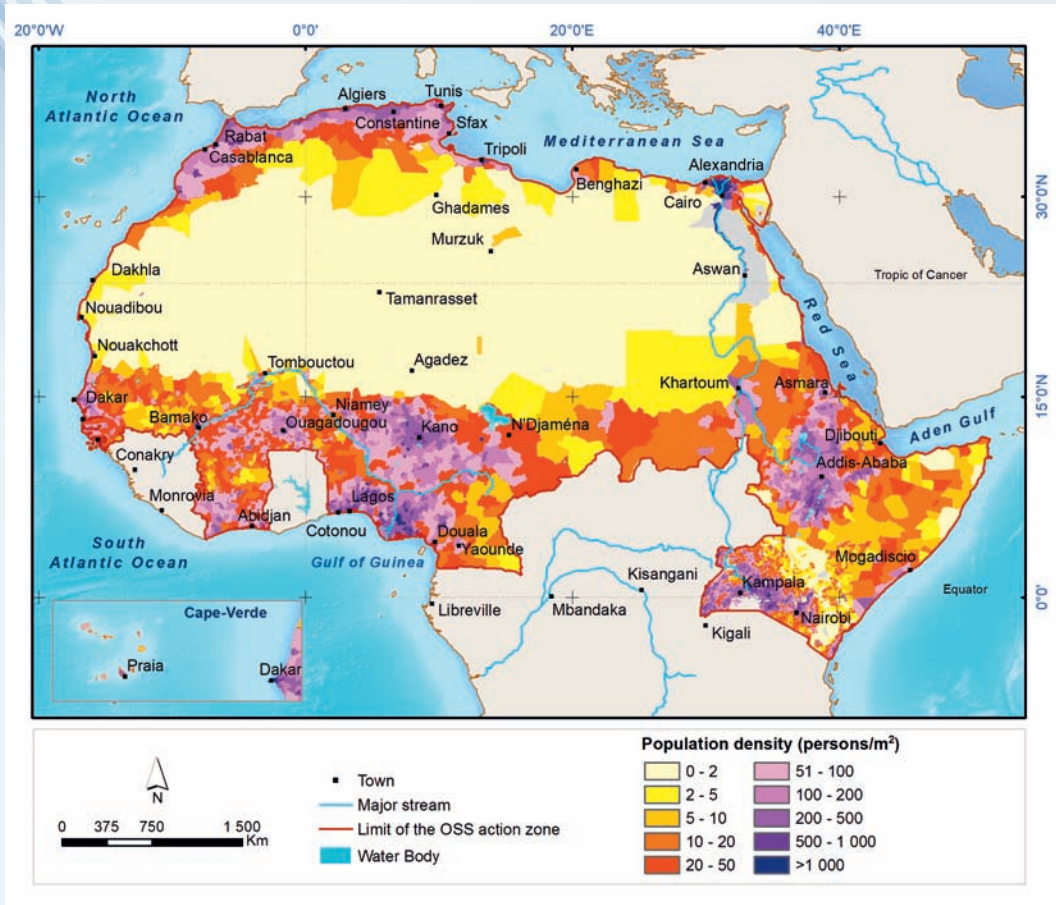 20°0'W 0°0' 20°0'E 40°0'E
North
Atlantic Ocean
Algiers
Tunis
Constantine
Sfax
Rabat
Casablanca
Tripoli
Mediterranean Sea
Alexandria
Benghazi
Cairo
30°0'N
Ghadames
Murzuk
Aswan
Dakhla
Tropic of Cancer
Tamanrasset
Nouadibou
Red Sea
Nouakchott
Tombouctou
Agadez
Khartoum
Asmara
15°0'N
Dakar
Niamey
Bamako
Ouagadougou
Kano
N'Djaména
Djibouti
Aden Gulf
Conakry
Addis-Ababa
Monrovia
Lagos
Abidjan
Cotonou
Douala
Yaounde
South
Atlantic Ocean
Gulf of Guinea
Mogadiscio
Kisangani
Kampala
Equator
0°0'
Libreville
Mbandaka
Nairobi
Kigali
Cape-Verde
Praia
Dakar
N
0 375 750 1 500
Km
Town
Major stream
Limit of the OSS action zone
Water Body
Population density (persons/m²)
0 - 2
2 - 5
5 - 10
10 - 20
20 - 50
51 - 100
100 - 200
200 - 500
500 - 1 000
>1 000